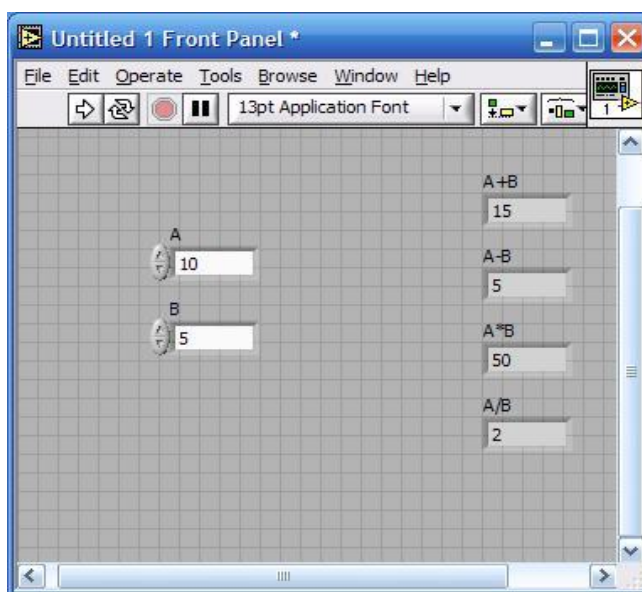 Untitled 1 Front Panel *
File Edit Operate Tools Browse Window Help
13pt Application Font
1
A
10
B
5
A+B
15
A-B
5
A*B
50
A/B
2